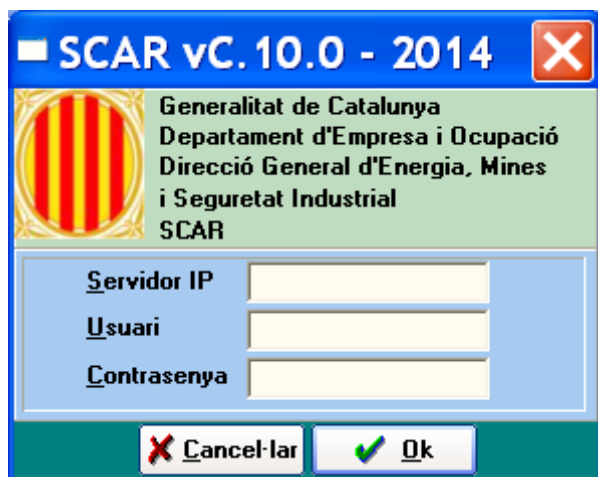 SCAR vC.10.0 - 2014
Generalitat de Catalunya
Departament d'Empresa i Ocupació
Direcció General d'Energia, Mines
i Seguretat Industrial
SCAR
Servidor IP
Usuari
Contrasenya
Cancel·lar
Ok